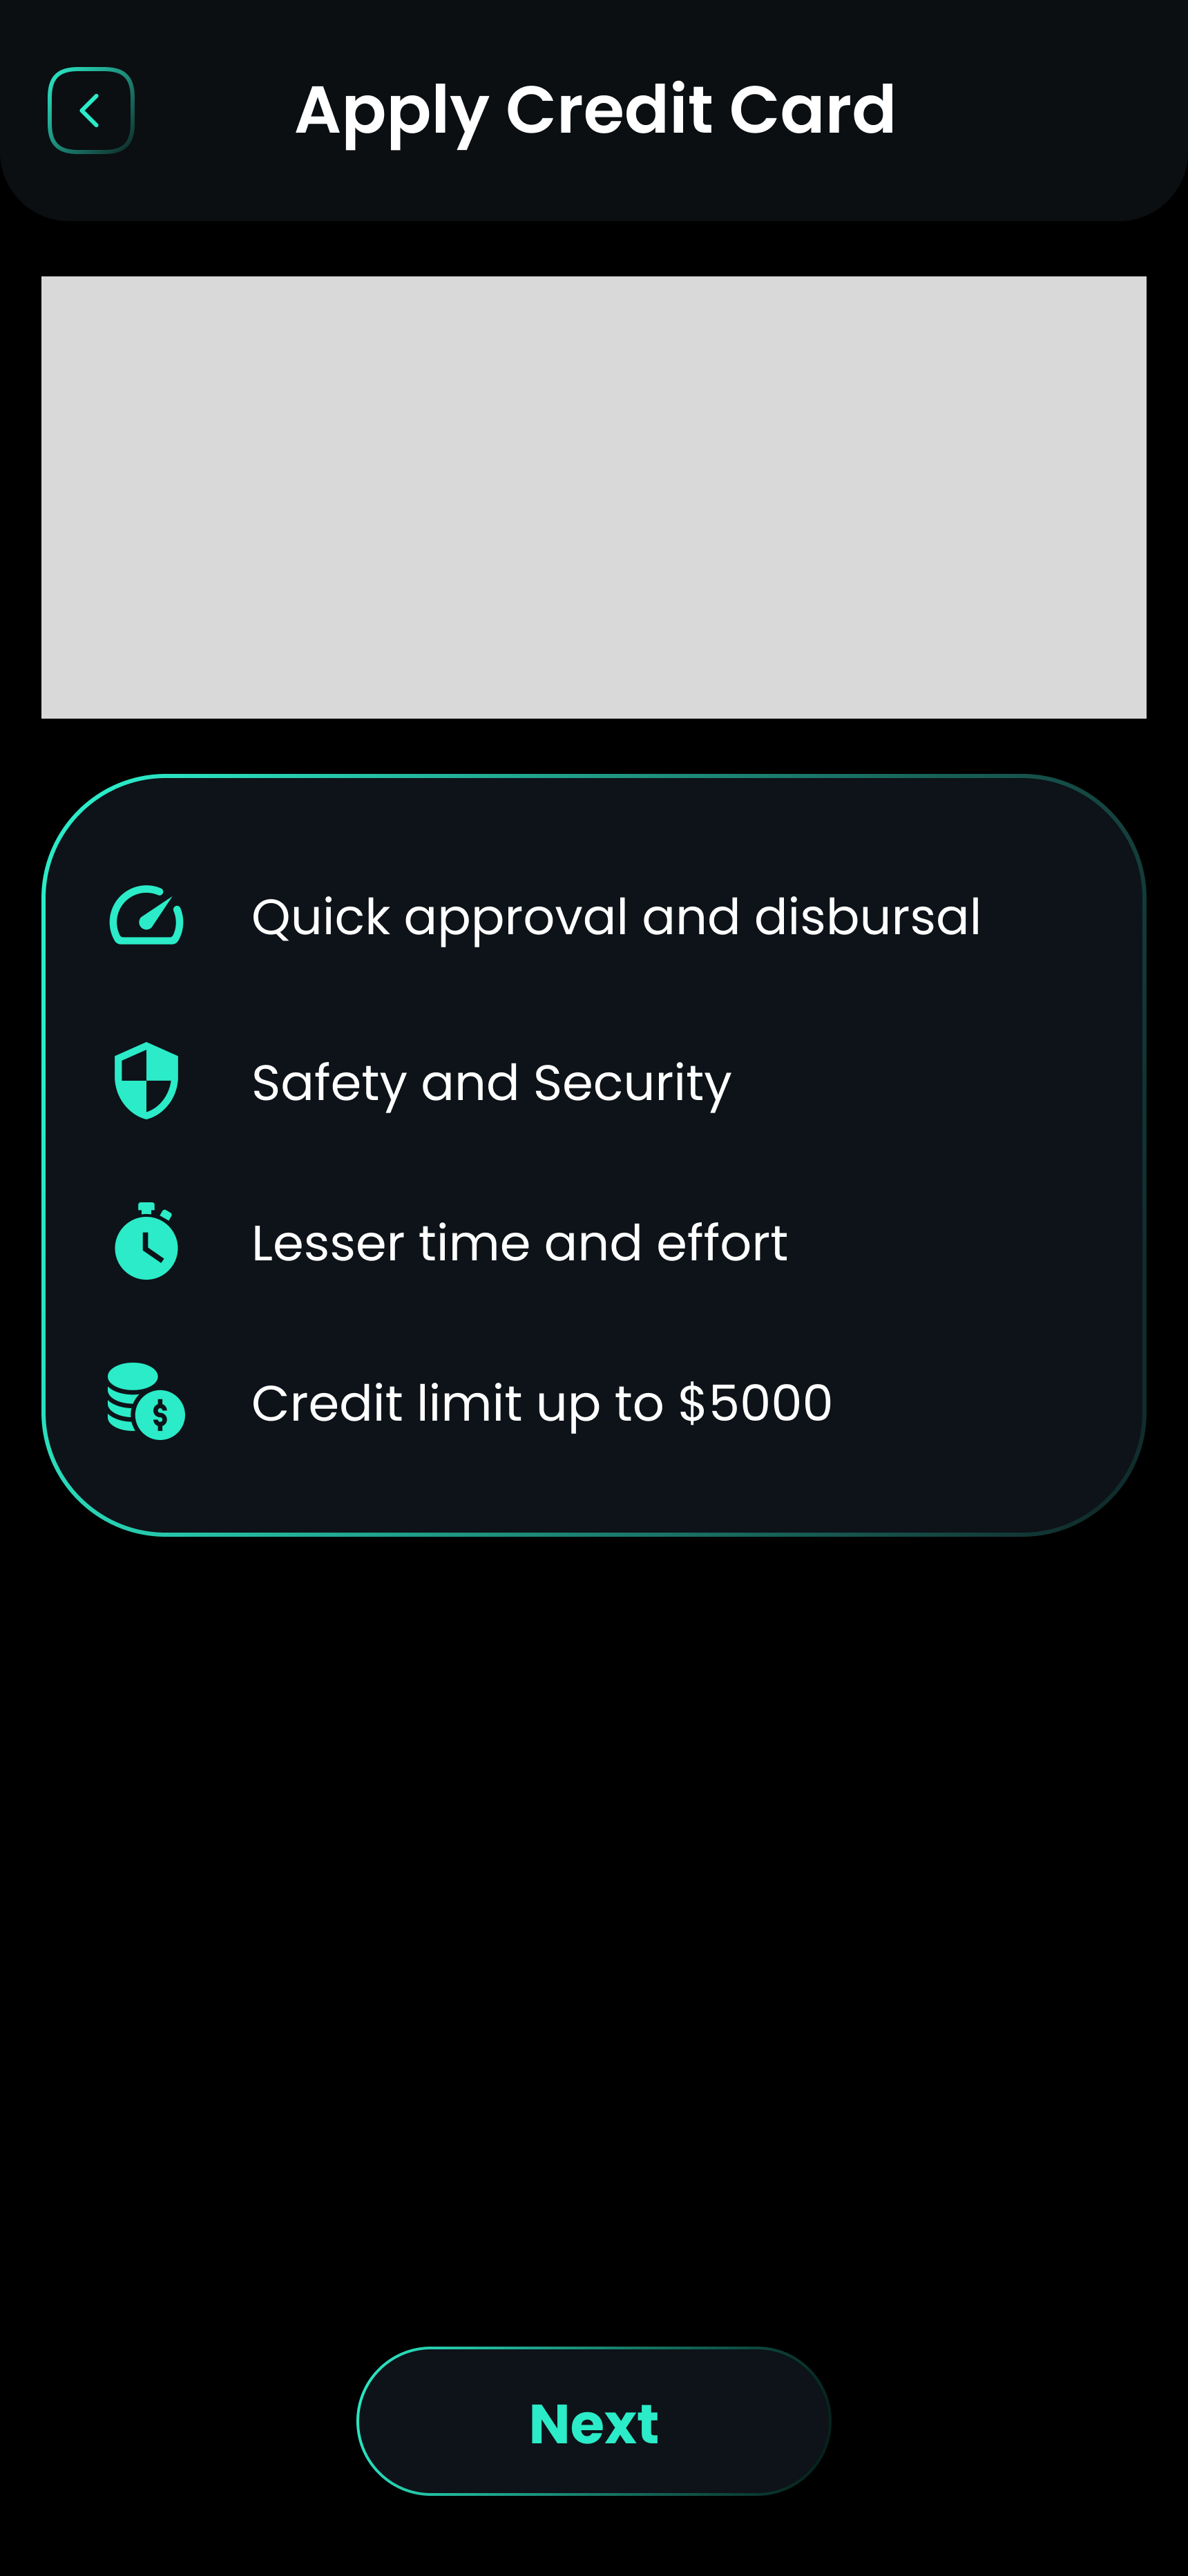 Apply Credit Card
Quick approval and disbursal
Safety and Security
Lesser time and effort
Credit limit up to $5000
Next